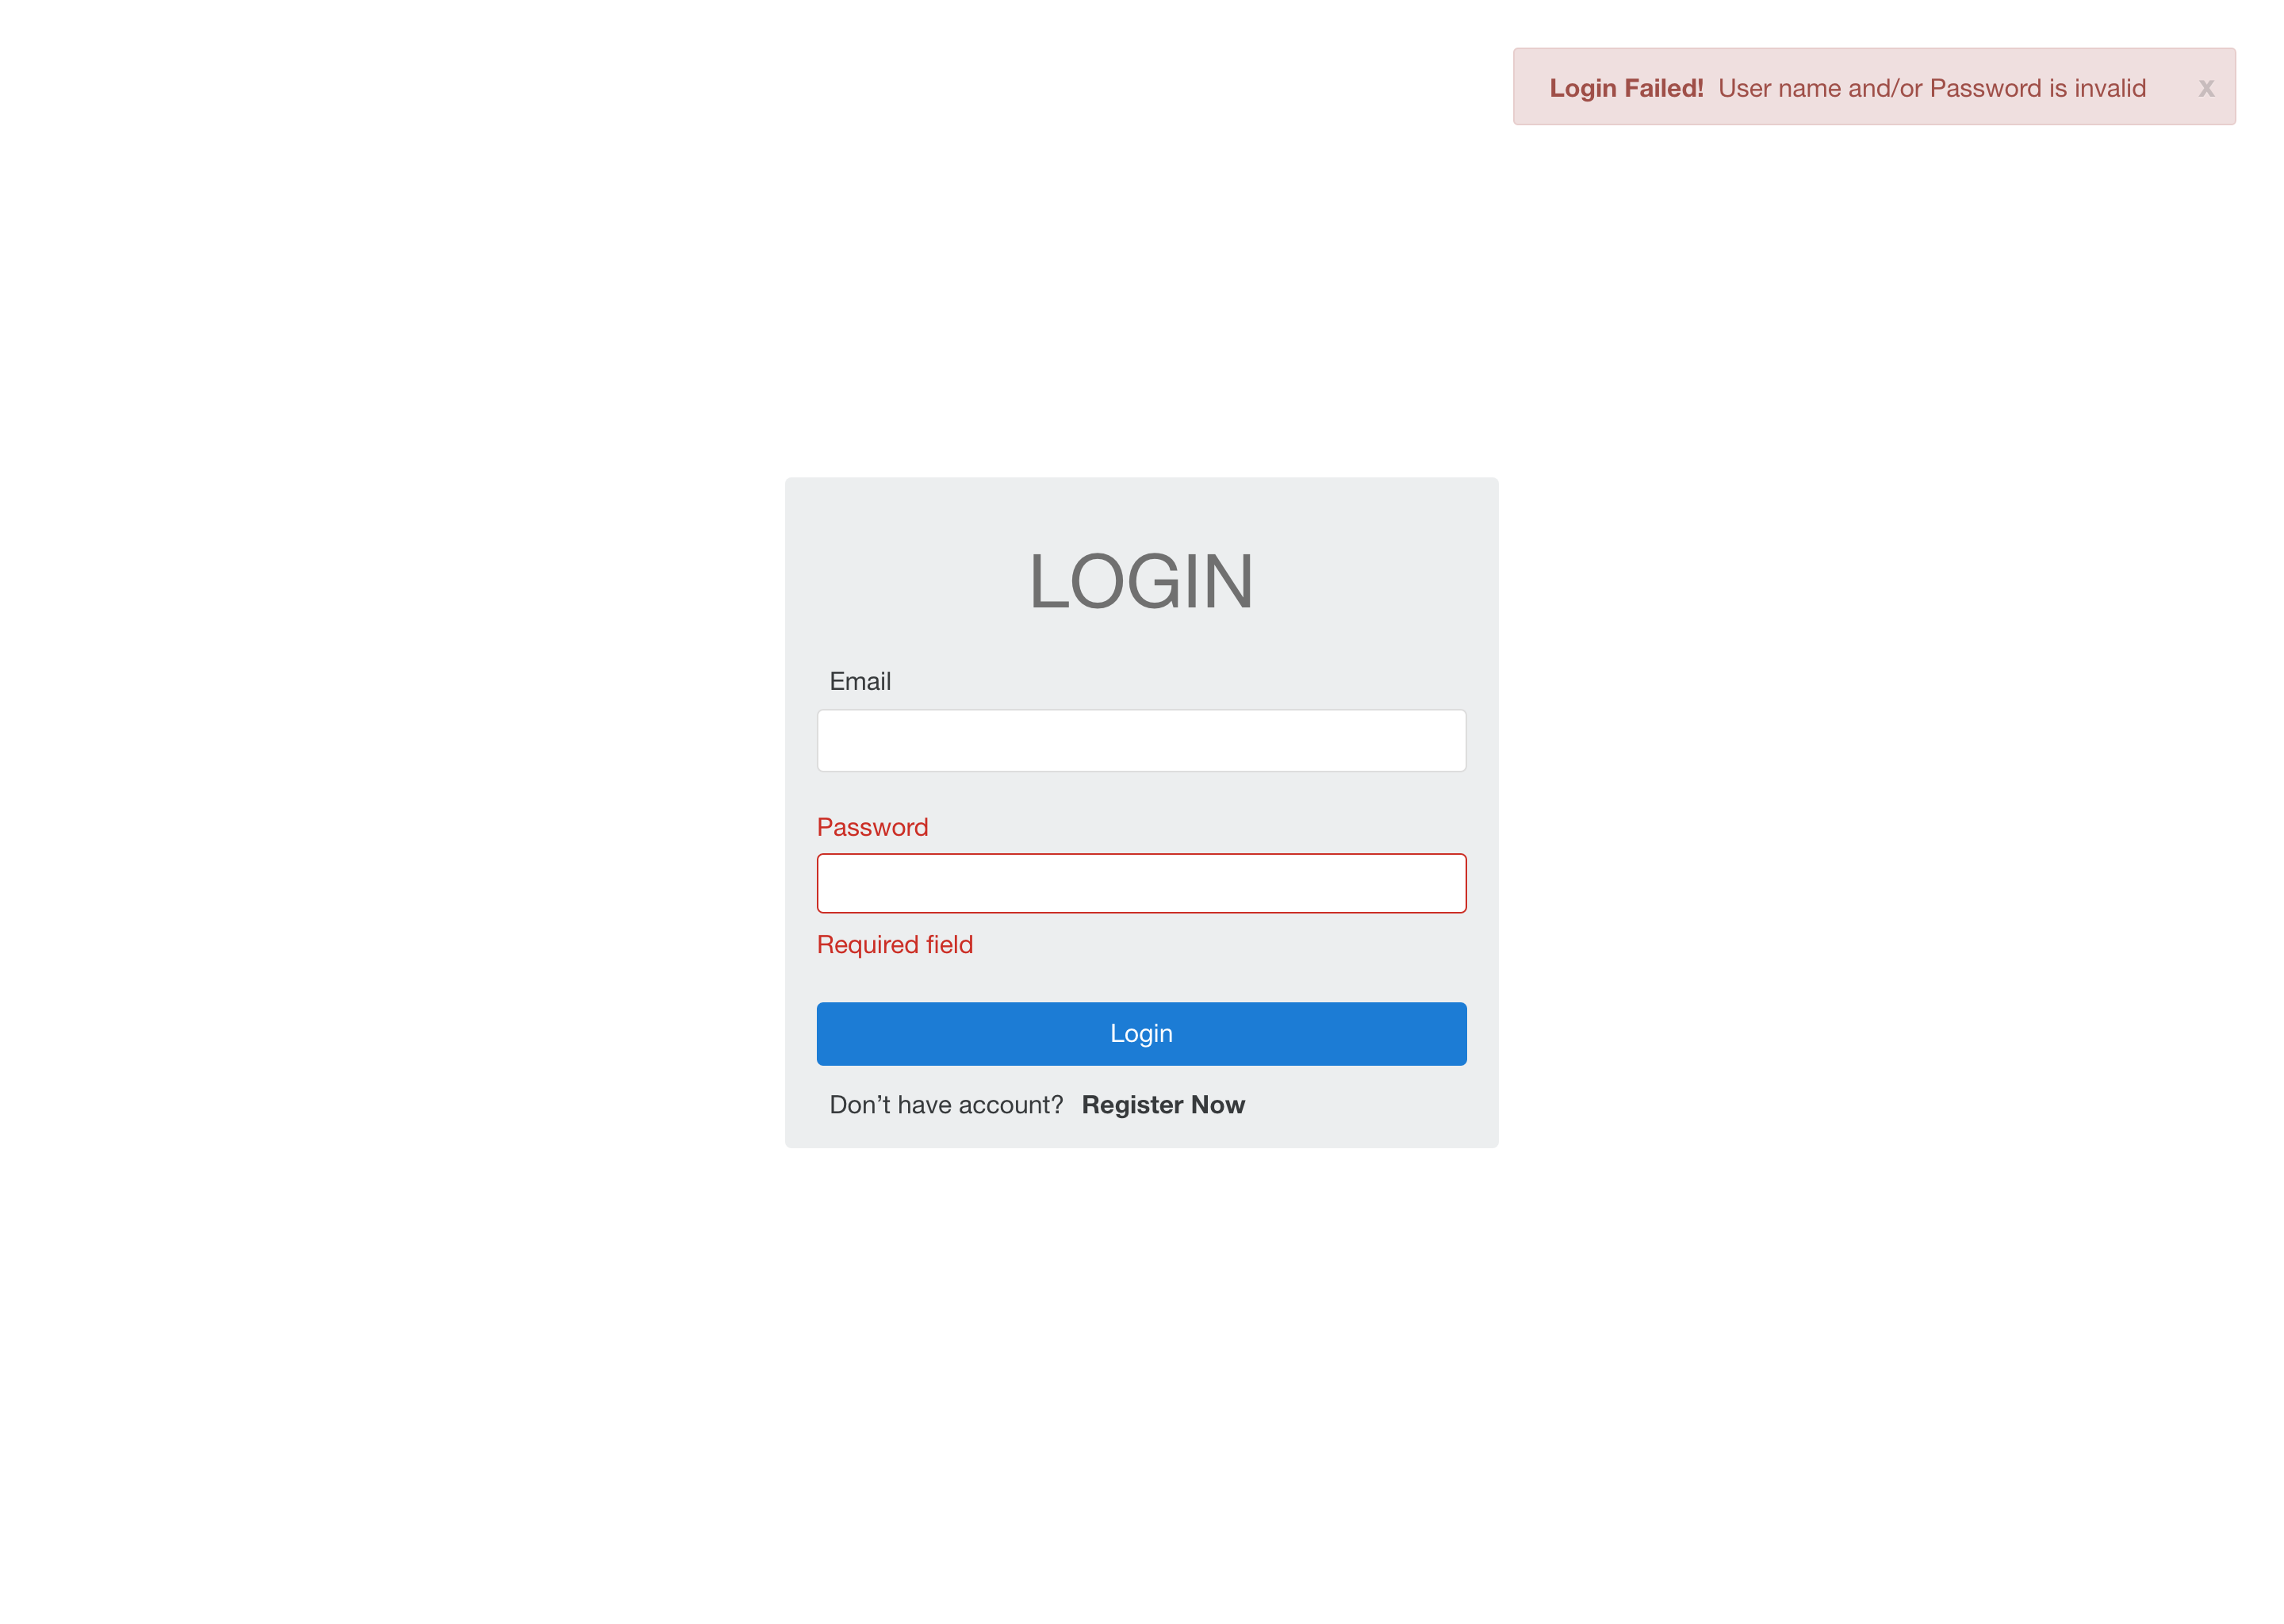 Login Failed! User name and/or Password is invalid x
LOGIN
Email
Password
Required field
Login
Don’t have account? Register Now